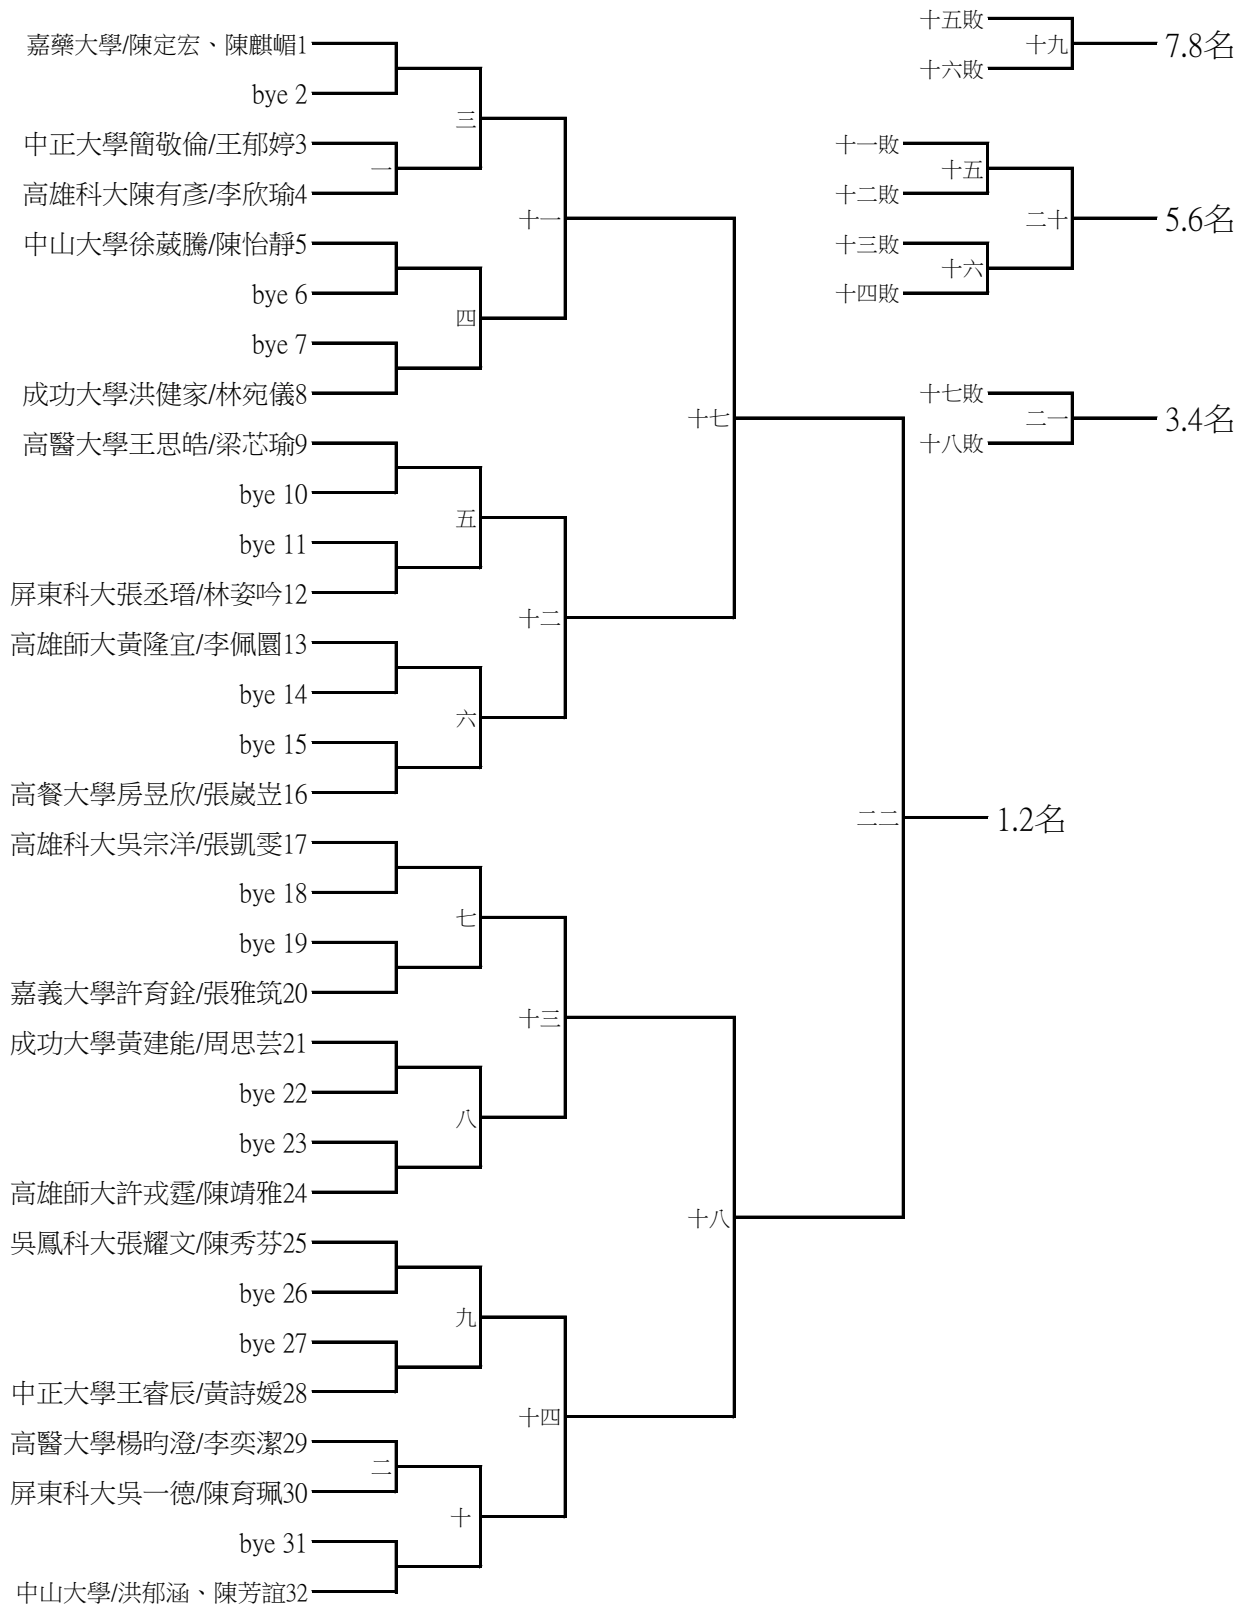 嘉藥大學/陳定宏、陳麒嵋1
bye 2
中正大學簡敬倫/王郁婷3
高雄科大陳有彥/李欣瑜4
中山大學徐葳騰/陳怡靜5
bye 6
bye 7
成功大學洪健家/林宛儀8
高醫大學王思皓/梁芯瑜9
bye 10
bye 11
屏東科大張丞瑨/林姿吟12
高雄師大黃隆宜/李佩圜13
bye 14
bye 15
高餐大學房昱欣/張崴岦16
高雄科大吳宗洋/張凱雯17
bye 18
bye 19
嘉義大學許育銓/張雅筑20
成功大學黃建能/周思芸21
bye 22
bye 23
高雄師大許戎霆/陳靖雅24
吳鳳科大張耀文/陳秀芬25
bye 26
bye 27
中正大學王睿辰/黃詩媛28
高醫大學楊昀澄/李奕潔29
屏東科大吳一德/陳育珮30
bye 31
中山大學/洪郁涵、陳芳誼32
一
二
三
四
五
六
七
八
九
十
十一
十二
十三
十四
十七
十八
二二
1.2名
十五敗
十九
十六敗
7.8名
十一敗
十五
十二敗
二十
5.6名
十三敗
十六
十四敗
十七敗
二一
十八敗
3.4名